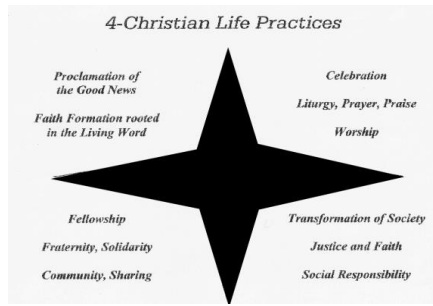 4-Christian Life Practices
Proclamation of
the Good News
Faith Formation rooted
in the Living Word
Celebration
Liturgy, Prayer, Praise
Worship
Fellowship
Fraternity, Solidarity
Community, Sharing
Transformation of Society
Justice and Faith
Social Responsibility